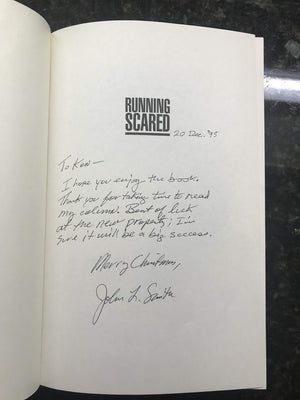 RUNNING
SCARED
20 Dec. '95
To Ken—
I hope you enjoy the book.
Thank you for taking time to read
my column. Best of luck
at the new property; I'm
sure it will be a big success.
Merry Christmas,
John L. Smith